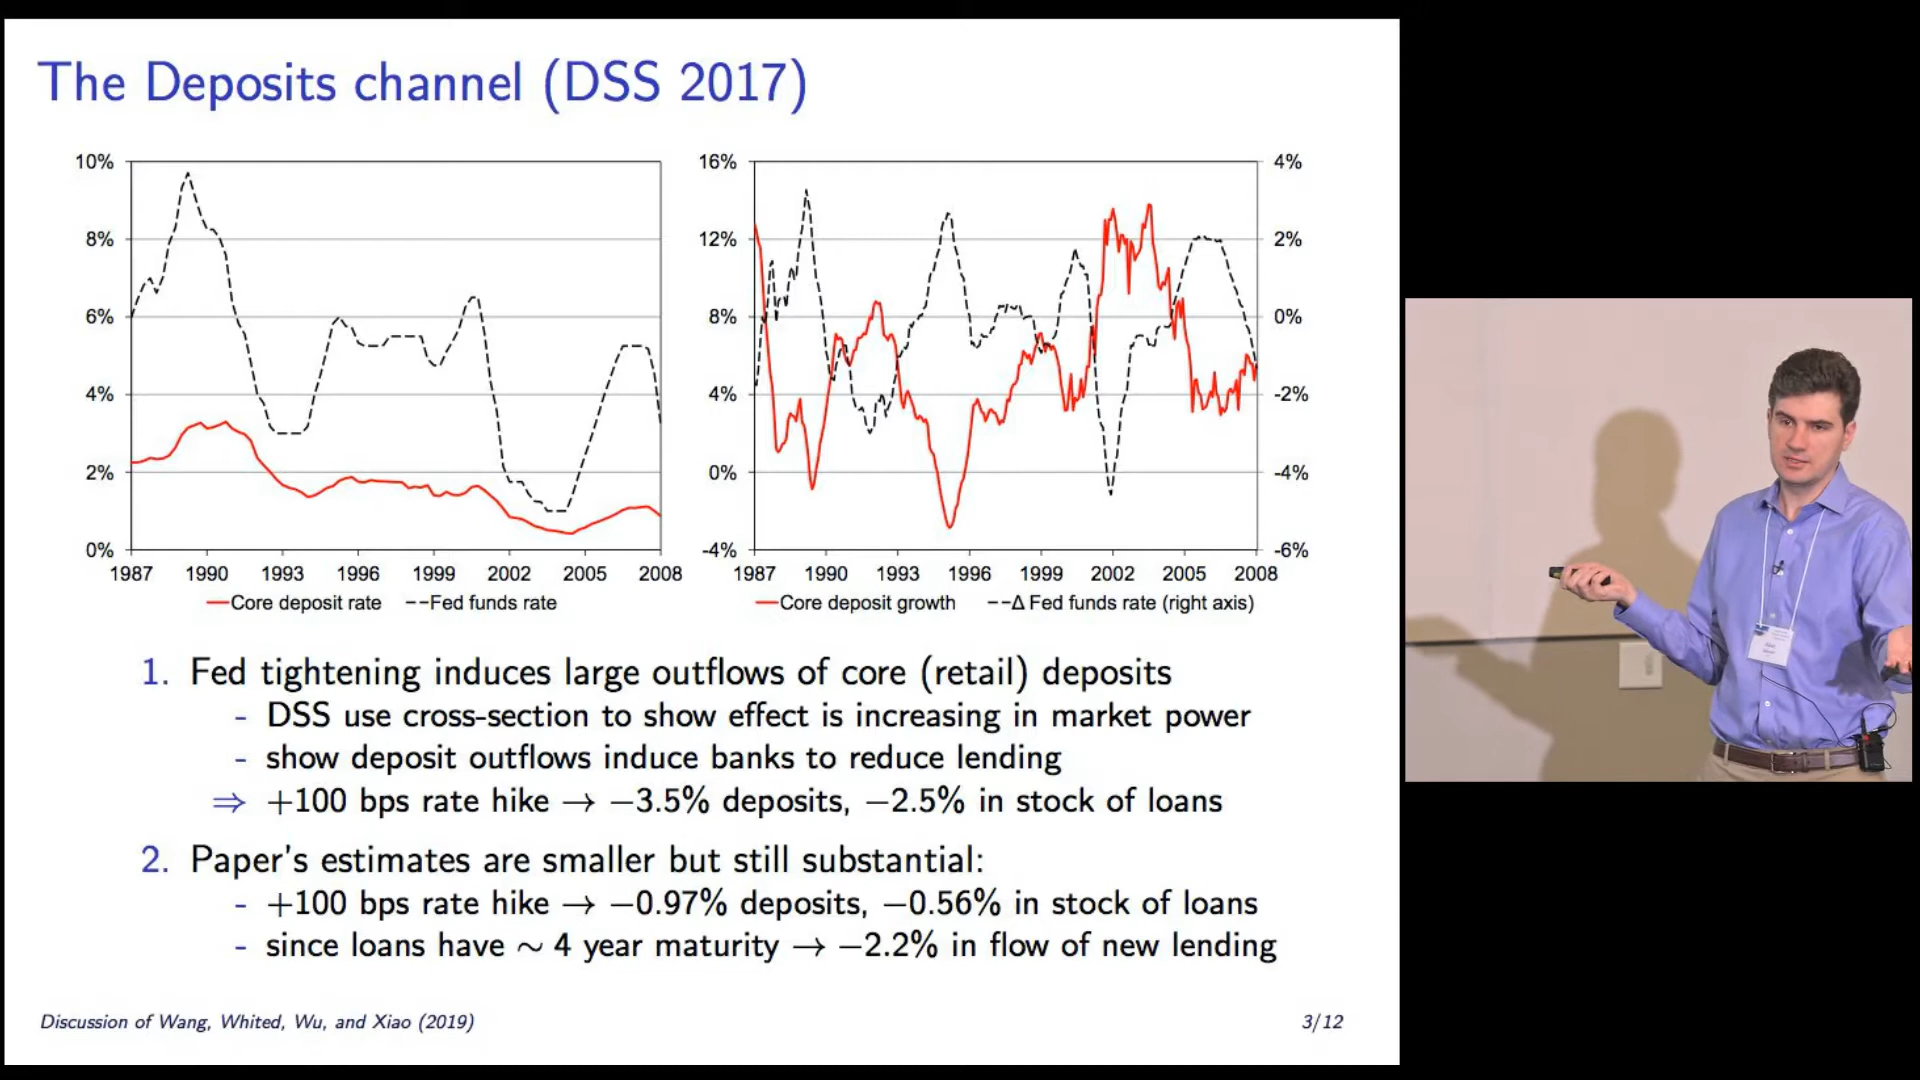 The Deposits channel (DSS 2017)
10%
8%
6%
4%
2%
0%
1987 1990 1993 1996 1999 2002 2005 2008
Core deposit rate Fed funds rate
16%
12%
8%
4%
0%
-4%
4%
2%
0%
-2%
-4%
-6%
1987 1990 1993 1996 1999 2002 2005 2008
Core deposit growth Δ Fed funds rate (right axis)
1. Fed tightening induces large outflows of core (retail) deposits
- DSS use cross-section to show effect is increasing in market power
- show deposit outflows induce banks to reduce lending
⇒ +100 bps rate hike → −3.5% deposits, −2.5% in stock of loans
2. Paper's estimates are smaller but still substantial:
- +100 bps rate hike → −0.97% deposits, −0.56% in stock of loans
- since loans have ∼ 4 year maturity → −2.2% in flow of new lending
Discussion of Wang, Whited, Wu, and Xiao (2019)
3/12